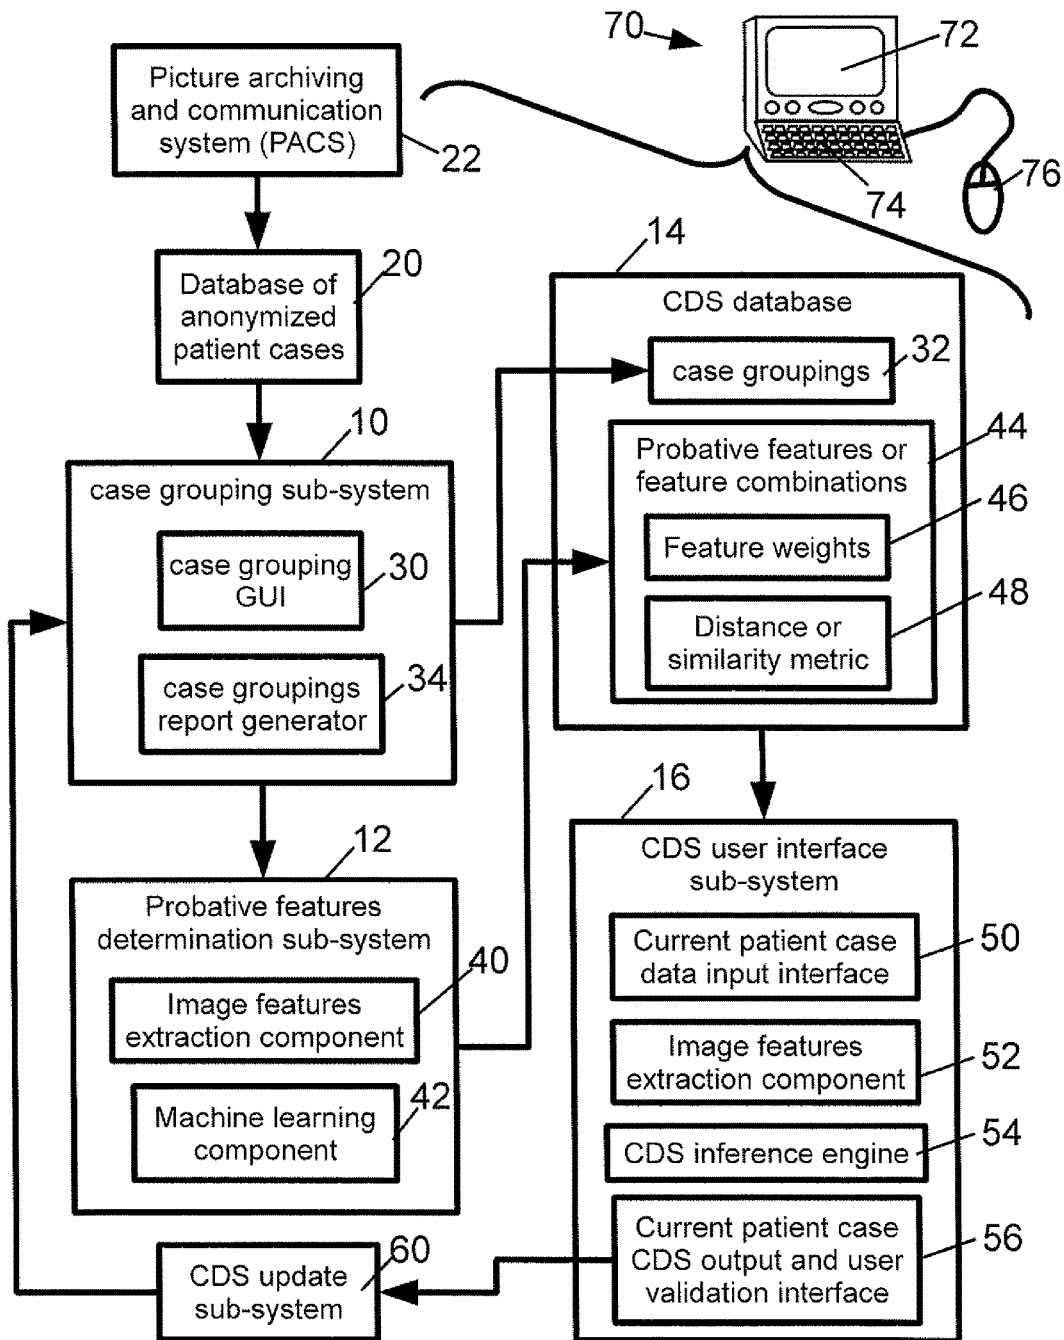 Picture archiving
and communication
system (PACS)
22
70
72
74
76
Database of
anonymized
patient cases
20
10
case grouping sub-system
case grouping
GUI
30
case groupings
report generator
34
12
Probative features
determination sub-system
Image features
extraction component
40
Machine learning
component
42
CDS update
sub-system
60
14
CDS database
case groupings
32
Probative features or
feature combinations
44
Feature weights
46
Distance or
similarity metric
48
16
CDS user interface
sub-system
Current patient case
data input interface
50
Image features
extraction component
52
CDS inference engine
54
Current patient case
CDS output and user
validation interface
56